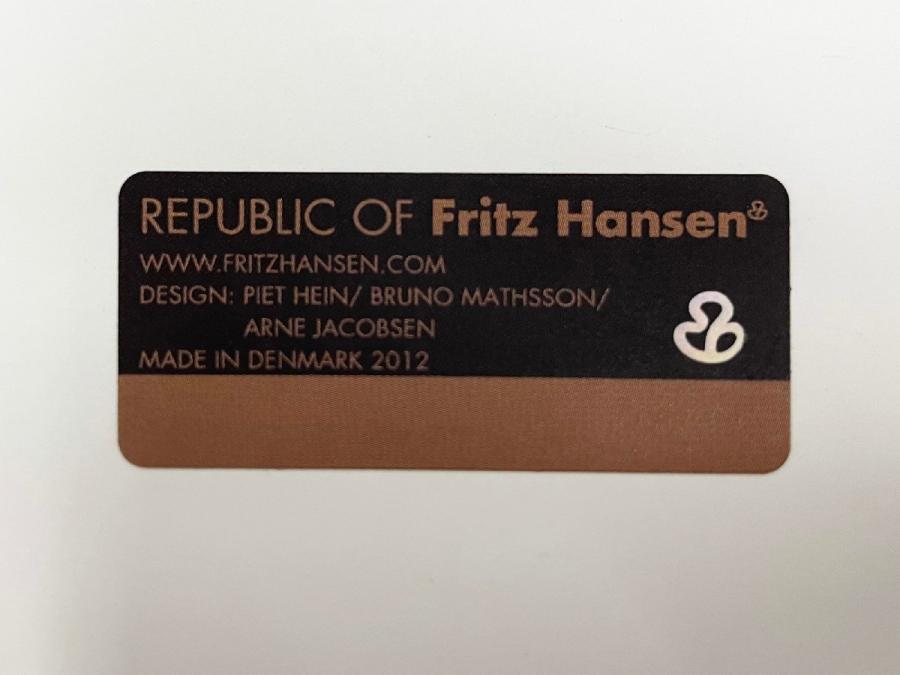 REPUBLIC OF Fritz Hansen
WWW.FRITZHANSEN.COM
DESIGN: PIET HEIN/ BRUNO MATHSSON/
ARNE JACOBSEN
MADE IN DENMARK 2012